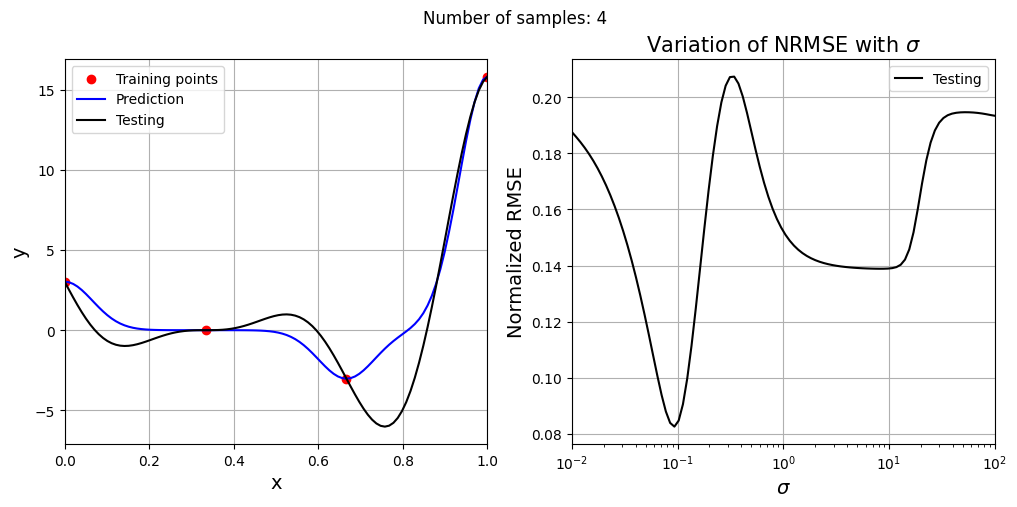 Number of samples: 4
Training points
Prediction
Testing
15
10
5
0
−5
0.0 0.2 0.4 0.6 0.8 1.0
x
y
Variation of NRMSE with σ
Testing
0.20
0.18
0.16
0.14
0.12
0.10
0.08
10⁻² 10⁻¹ 10⁰ 10¹ 10²
σ
Normalized RMSE